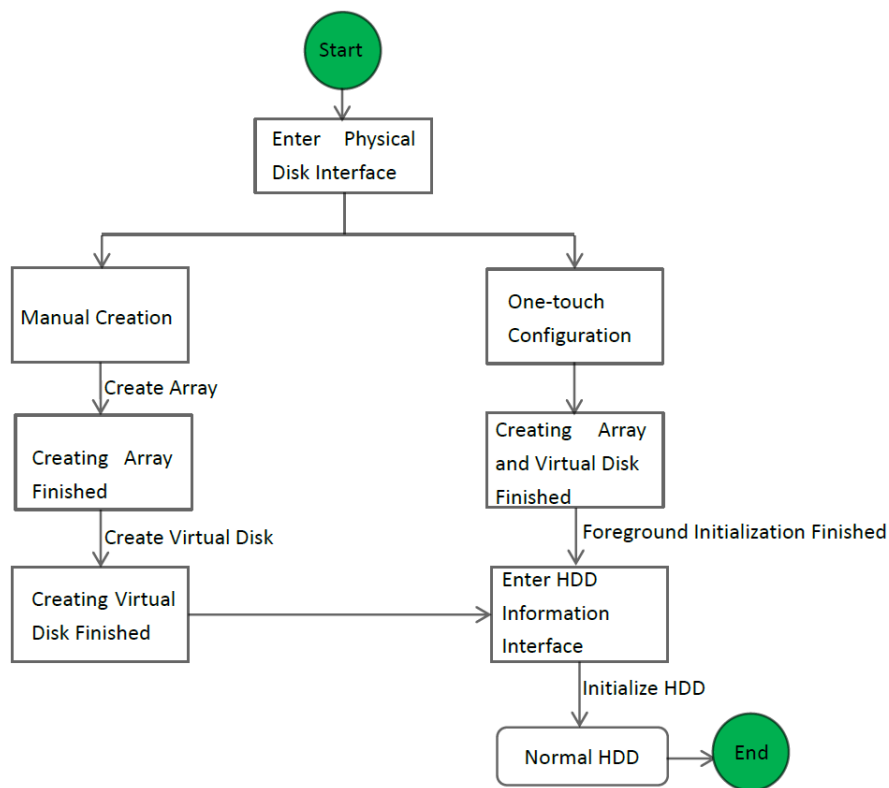 Start
Enter Physical
Disk Interface
Manual Creation
One-touch
Configuration
Create Array
Creating Array
Finished
Creating Array
and Virtual Disk
Finished
Create Virtual Disk
Foreground Initialization Finished
Creating Virtual
Disk Finished
Enter HDD
Information
Interface
Initialize HDD
Normal HDD
End